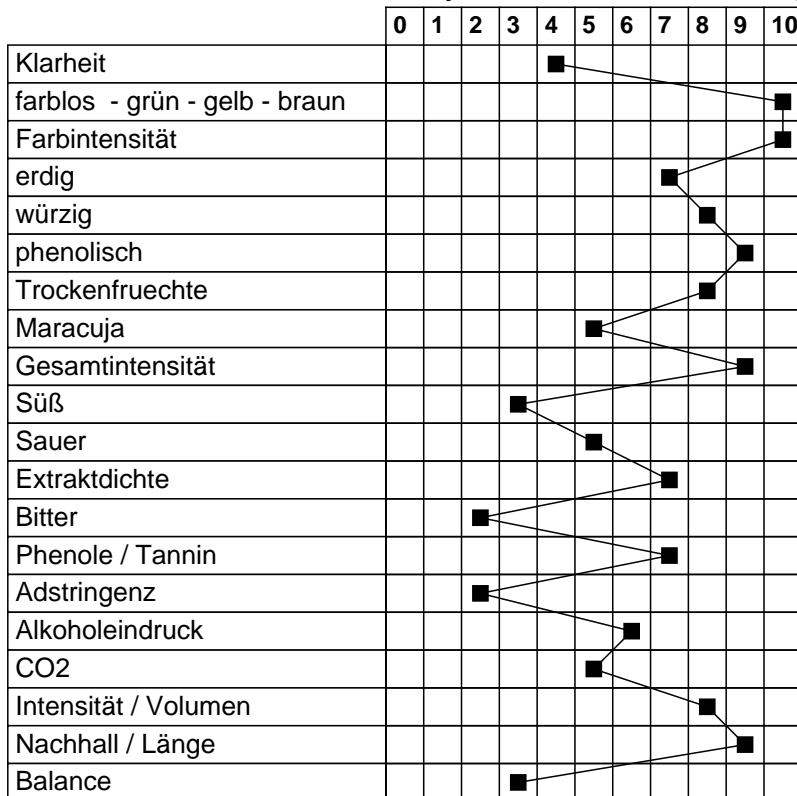 0 1 2 3 4 5 6 7 8 9 10
Klarheit
farblos - grün - gelb - braun
Farbintensität
erdig
würzig
phenolisch
Trockenfruechte
Maracuja
Gesamtintensität
Süß
Sauer
Extraktdichte
Bitter
Phenole / Tannin
Adstringenz
Alkoholeindruck
CO2
Intensität / Volumen
Nachhall / Länge
Balance